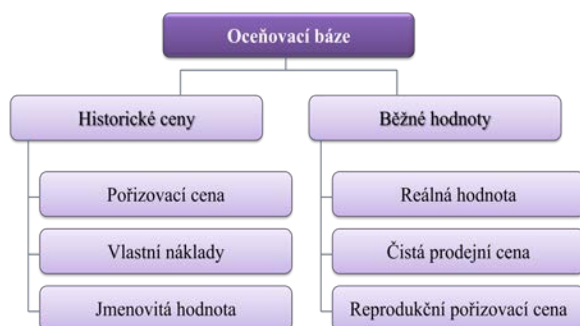 Oceňovací báze
Historické ceny
Běžné hodnoty
Pořizovací cena
Reálná hodnota
Vlastní náklady
Čistá prodejní cena
Jmenovitá hodnota
Reprodukční pořizovací cena